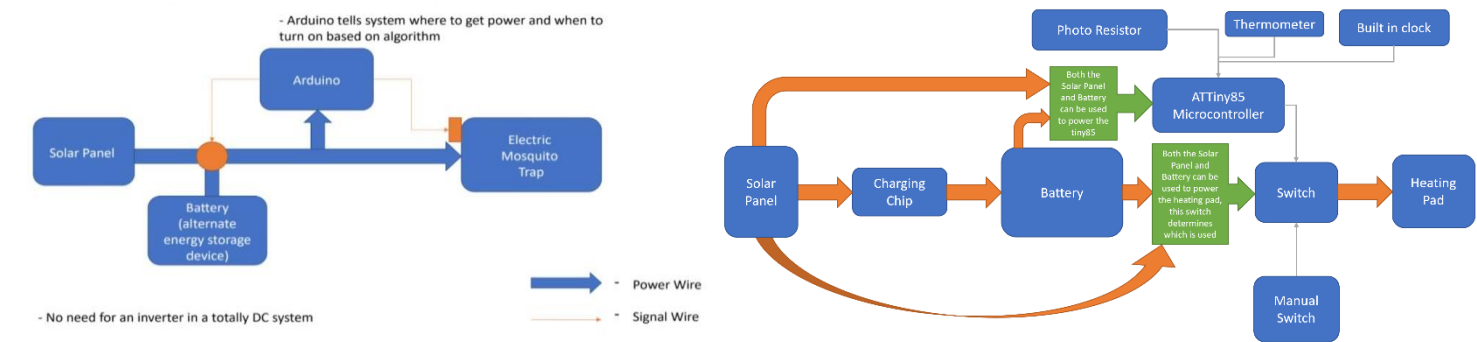 - Arduino tells system where to get power and when to
turn on based on algorithm
Arduino
Solar Panel
Electric
Mosquito
Trap
Battery
(alternate
energy storage
device)
- Power Wire
- Signal Wire
- No need for an inverter in a totally DC system
Photo Resistor
Thermometer
Built in clock
Both the
Solar Panel
and Battery
can be used
to power the
tiny85
ATTiny85
Microcontroller
Solar
Panel
Charging
Chip
Battery
Both the Solar
Panel and
Battery can be
used to power
the heating pad,
this switch
determines
which is used
Switch
Heating
Pad
Manual
Switch